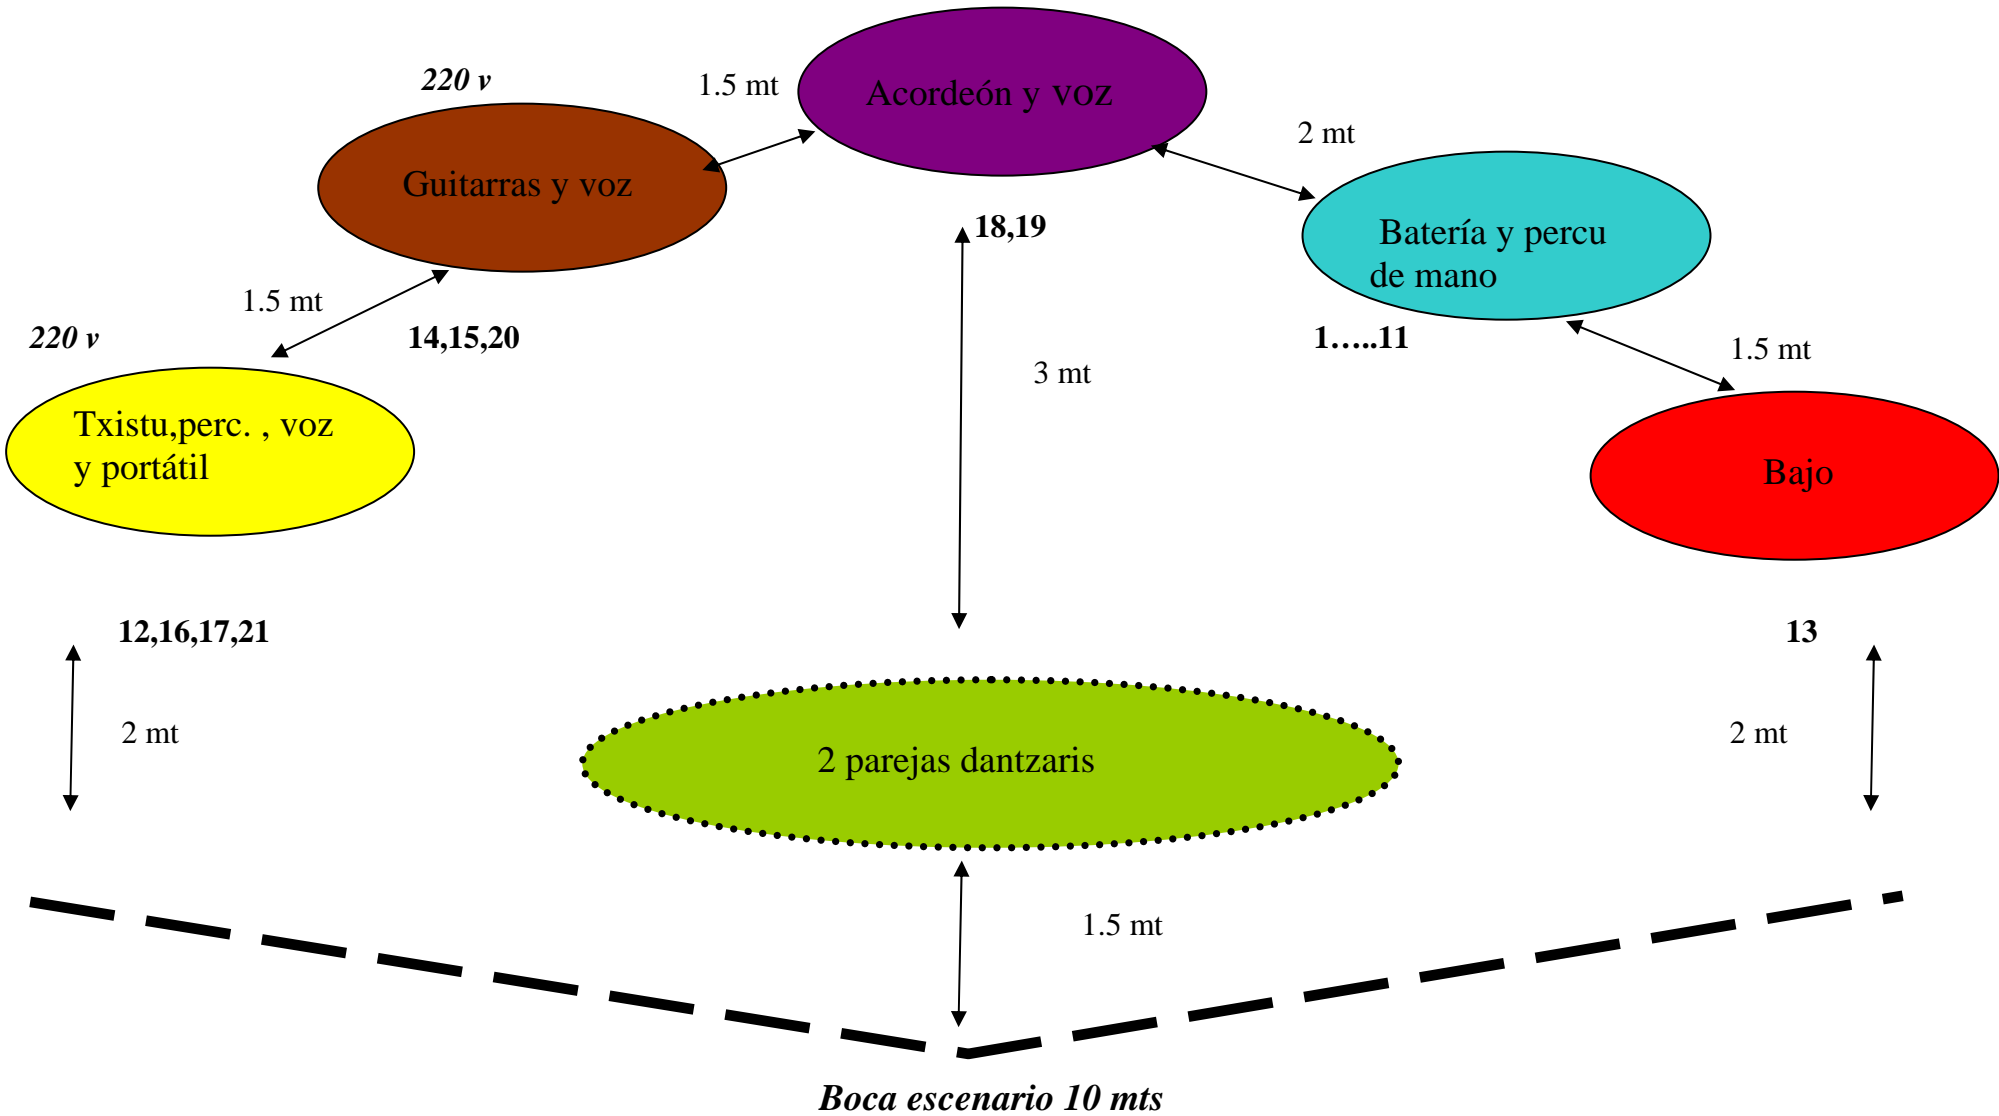 220 v
1.5 mt
Acordeón y voz
2 mt
Guitarras y voz
18,19
Batería y percu
de mano
1.5 mt
220 v
14,15,20
1…..11
1.5 mt
3 mt
Txistu,perc. , voz
y portátil
Bajo
12,16,17,21
13
2 mt
2 mt
2 parejas dantzaris
1.5 mt
Boca escenario 10 mts